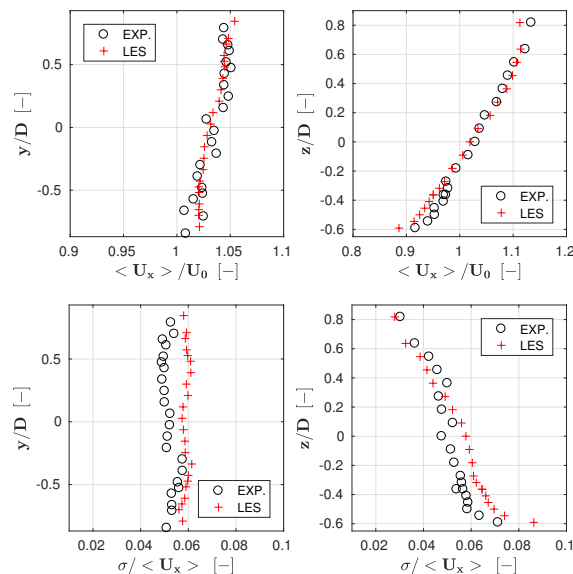 EXP.
LES
y/D [−]
0.5
0
-0.5
0.9 0.95 1 1.05 1.1
< Ux > /U0 [−]
EXP.
LES
z/D [−]
0.8
0.6
0.4
0.2
0
-0.2
-0.4
-0.6
0.8 0.9 1 1.1 1.2
< Ux > /U0 [−]
EXP.
LES
y/D [−]
0.5
0
-0.5
0.02 0.04 0.06 0.08 0.1
σ/ < Ux > [−]
EXP.
LES
z/D [−]
0.8
0.6
0.4
0.2
0
-0.2
-0.4
-0.6
0.02 0.04 0.06 0.08 0.1
σ/ < Ux > [−]